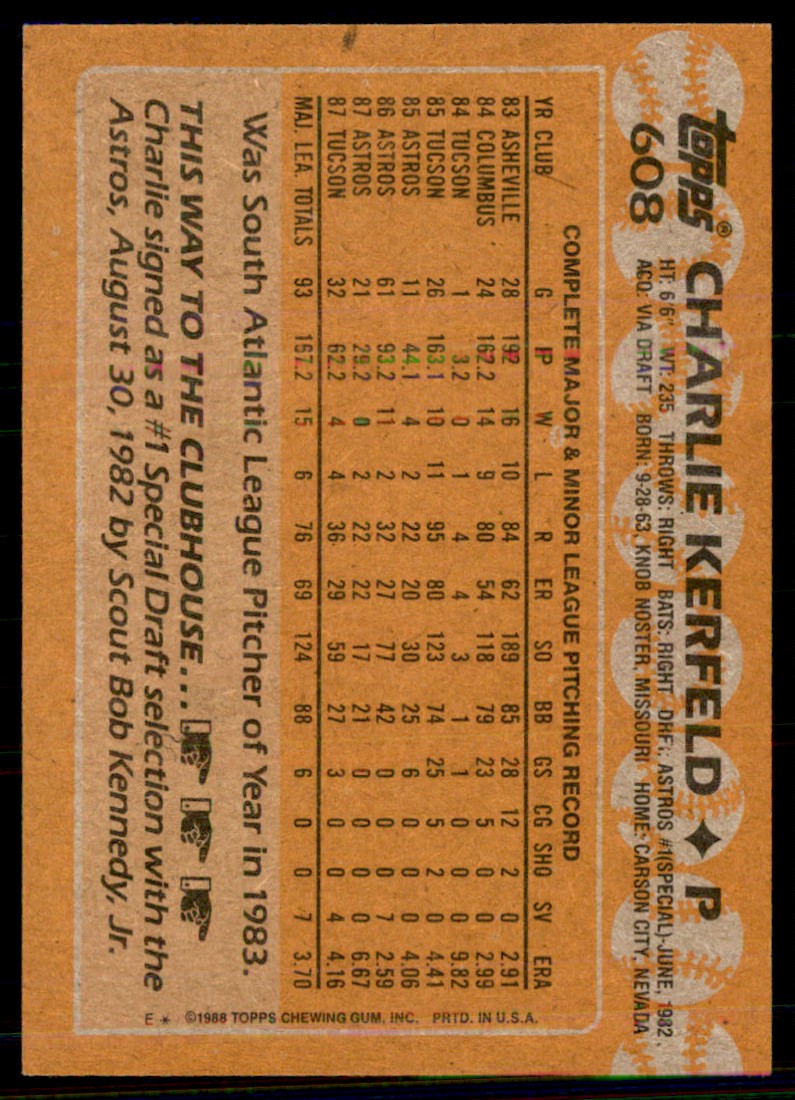 topps® CHARLIE KERFELD ♦ P
608
HT: 6'6" WT: 235 THROWS: RIGHT BATS: RIGHT DRFT: ASTROS #1(SPECIAL)-JUNE, 1982
ACQ: VIA DRAFT BORN: 9-28-63, KNOB NOSTER, MISSOURI HOME: CARSON CITY, NEVADA
COMPLETE MAJOR & MINOR LEAGUE PITCHING RECORD
YR CLUB G IP W L R ER SO BB GS CG SHO SV ERA
83 ASHEVILLE 28 192 16 10 84 62 189 85 28 12 2 0 2.91
84 COLUMBUS 24 162.2 14 9 80 54 118 79 23 5 0 0 2.99
84 TUCSON 1 3.2 0 1 4 4 3 1 1 0 0 0 9.82
85 TUCSON 26 163.1 10 11 95 80 123 74 25 5 2 0 4.41
85 ASTROS 11 44.1 4 2 22 20 30 25 6 0 0 0 4.06
86 ASTROS 61 93.2 11 2 32 27 77 42 0 0 0 7 2.59
87 ASTROS 21 29.2 0 2 22 22 17 21 0 0 0 0 6.67
87 TUCSON 32 62.2 4 4 36 29 59 27 3 0 0 4 4.16
MAJ. LEA. TOTALS 93 167.2 15 6 76 69 124 88 6 0 0 7 3.70
Was South Atlantic League Pitcher of Year in 1983.
THIS WAY TO THE CLUBHOUSE...
Charlie signed as a #1 Special Draft selection with the
Astros, August 30, 1982 by Scout Bob Kennedy, Jr.
E * ©1988 TOPPS CHEWING GUM, INC. PRTD. IN U.S.A.